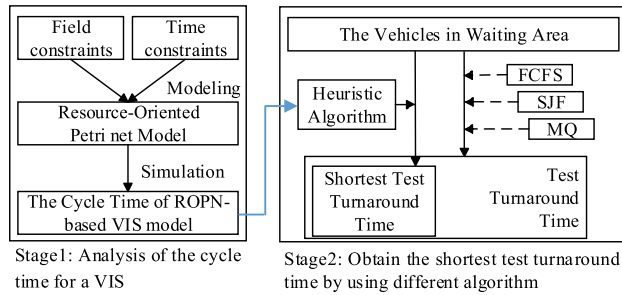 Field
constraints
Time
constraints
Modeling
Resource-Oriented
Petri net Model
Simulation
The Cycle Time of ROPN-
based VIS model
Stage1: Analysis of the cycle
time for a VIS
The Vehicles in Waiting Area
Heuristic
Algorithm
FCFS
SJF
MQ
Shortest Test
Turnaround
Time
Test
Turnaround
Time
Stage2: Obtain the shortest test turnaround
time by using different algorithm